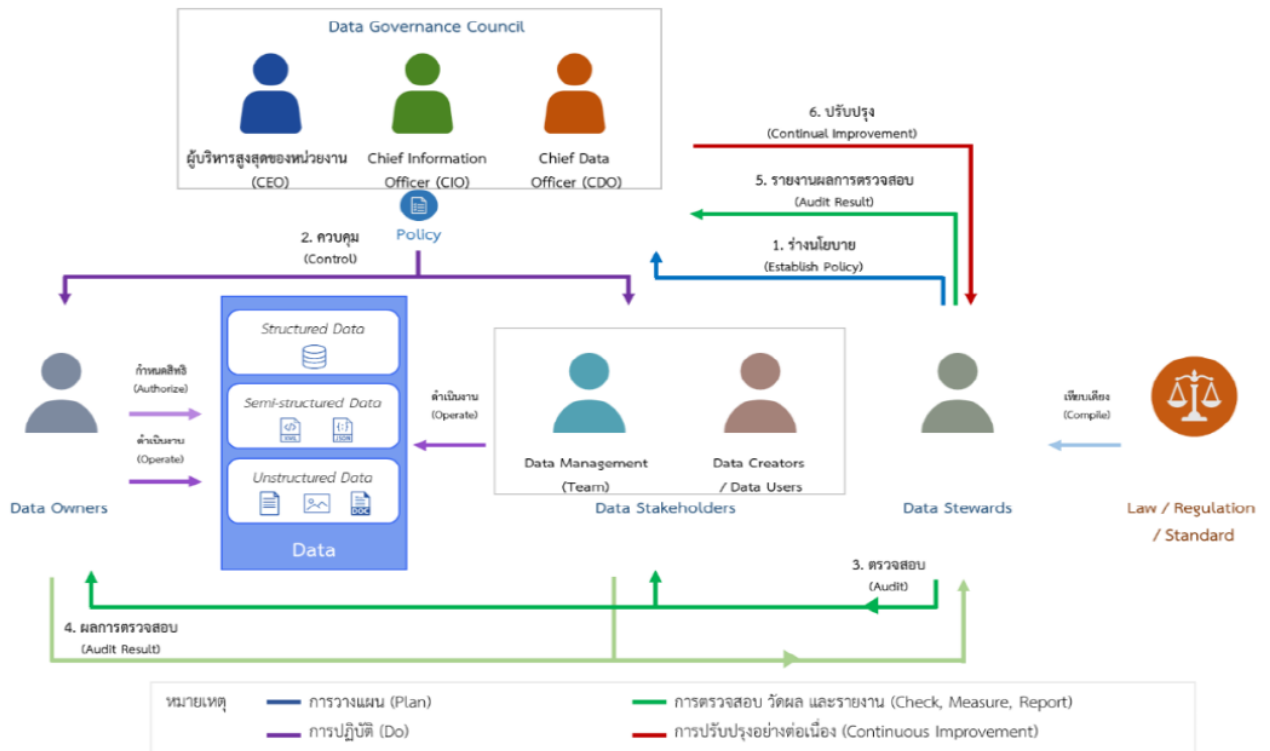 Data Governance Council
ผู้บริหารสูงสุดของหน่วยงาน
(CEO)
Chief Information
Officer (CIO)
Chief Data
Officer (CDO)
Policy
6. ปรับปรุง
(Continual Improvement)
5. รายงานผลการตรวจสอบ
(Audit Result)
1. ร่างนโยบาย
(Establish Policy)
2. ควบคุม
(Control)
กำหนดสิทธิ
(Authorize)
ดำเนินงาน
(Operate)
Data Owners
Structured Data
Semi-structured Data
XML
JSON
Unstructured Data
DOC
Data
ดำเนินงาน
(Operate)
Data Management
(Team)
Data Creators
/ Data Users
Data Stakeholders
Data Stewards
เทียบเคียง
(Compile)
Law / Regulation
/ Standard
3. ตรวจสอบ
(Audit)
4. ผลการตรวจสอบ
(Audit Result)
หมายเหตุ
การวางแผน (Plan)
การปฏิบัติ (Do)
การตรวจสอบ วัดผล และรายงาน (Check, Measure, Report)
การปรับปรุงอย่างต่อเนื่อง (Continuous Improvement)